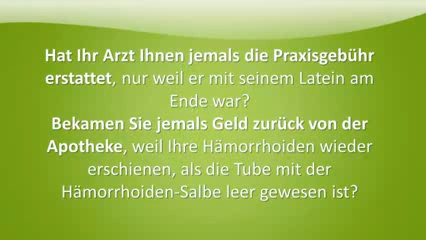 Hat Ihr Arzt Ihnen jemals die Praxisgebühr
erstattet, nur weil er mit seinem Latein am
Ende war?
Bekamen Sie jemals Geld zurück von der
Apotheke, weil Ihre Hämorrhoiden wieder
erschienen, als die Tube mit der
Hämorrhoiden-Salbe leer gewesen ist?